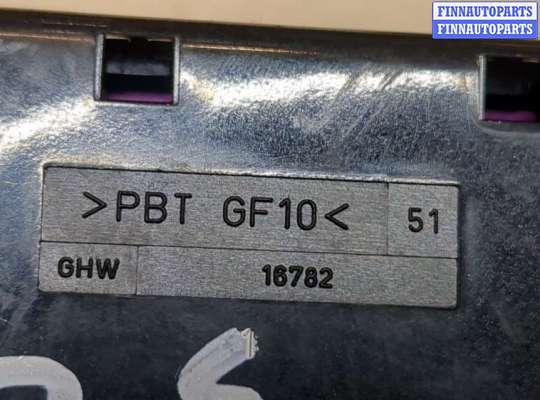 FINNAUTOPARTS
FINNAUTOPARTS
>PBT GF10< 51
GHW 16782